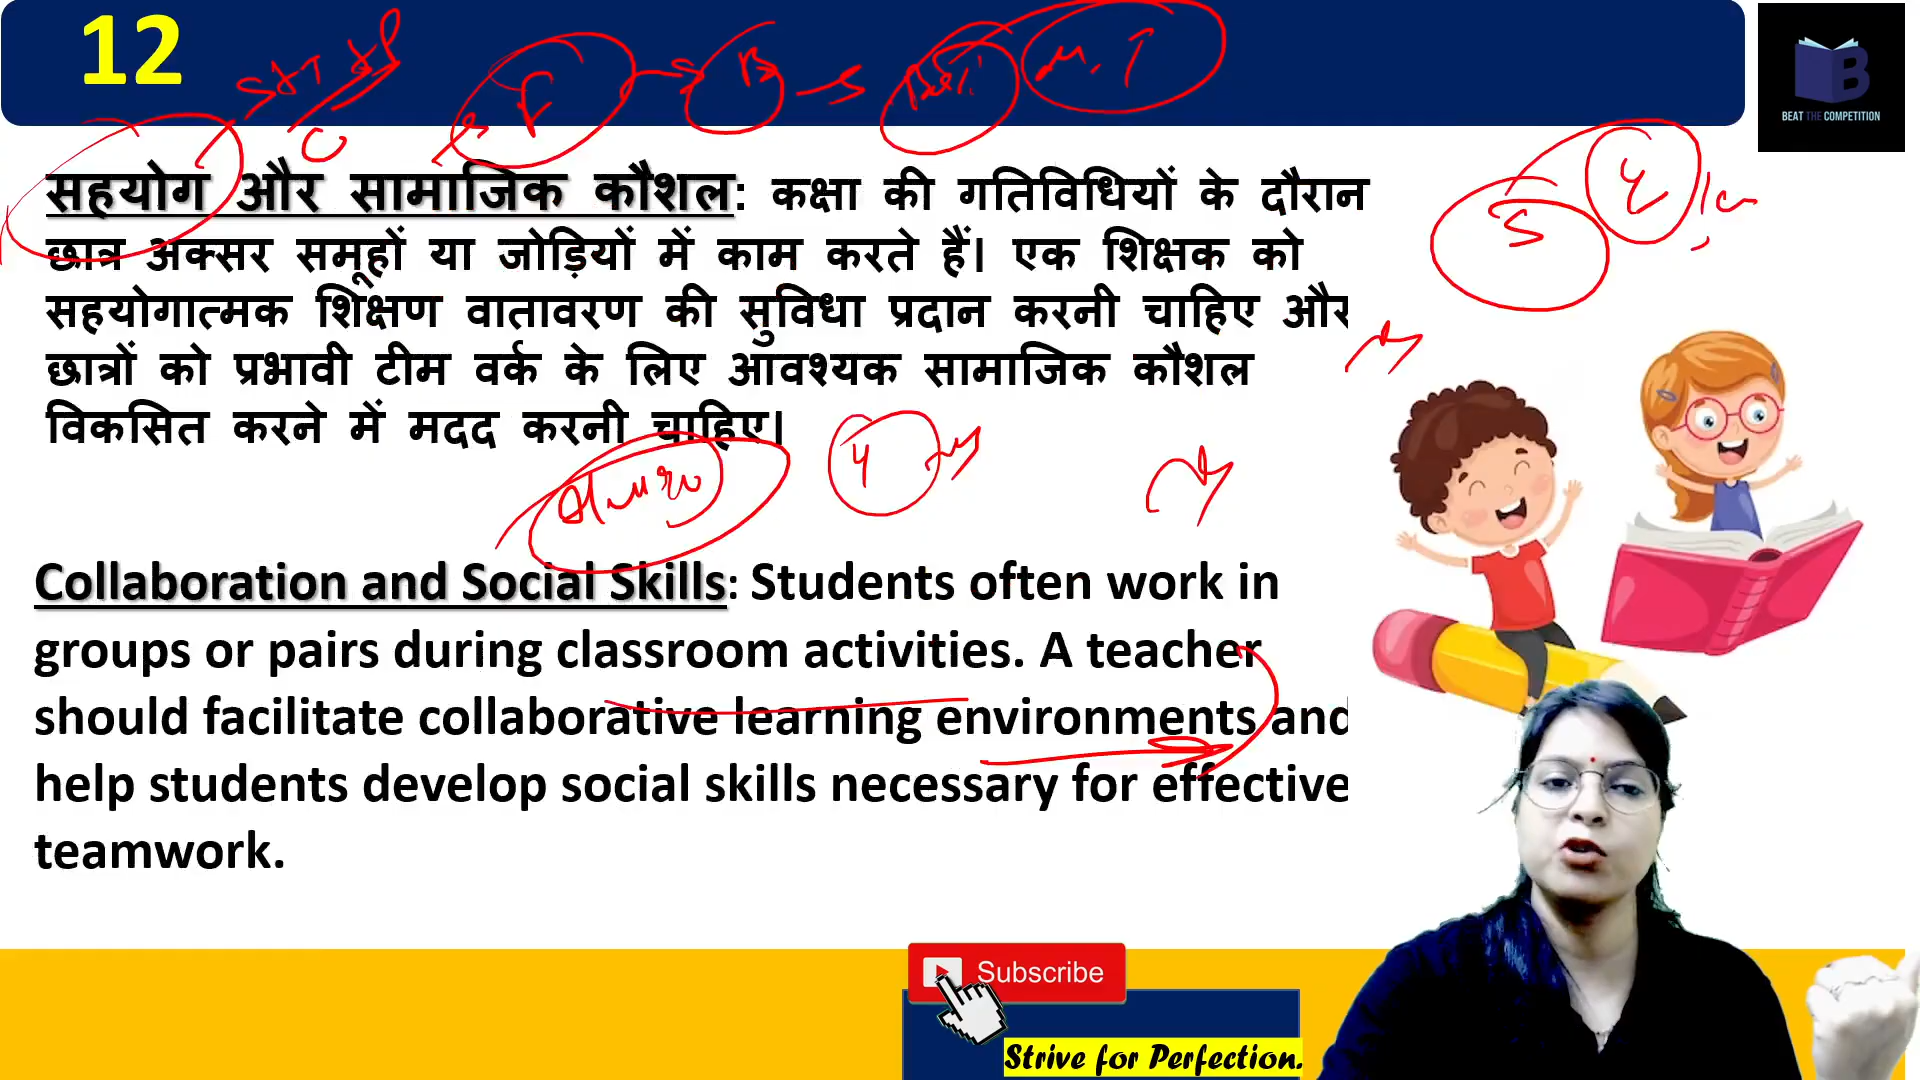 12
BEAT THE COMPETITION
सहयोग और सामाजिक कौशल: कक्षा की गतिविधियों के दौरान
छात्र अक्सर समूहों या जोड़ियों में काम करते हैं। एक शिक्षक को
सहयोगात्मक शिक्षण वातावरण की सुविधा प्रदान करनी चाहिए और
छात्रों को प्रभावी टीम वर्क के लिए आवश्यक सामाजिक कौशल
विकसित करने में मदद करनी चाहिए।
Collaboration and Social Skills: Students often work in
groups or pairs during classroom activities. A teacher
should facilitate collaborative learning environments and
help students develop social skills necessary for effective
teamwork.
Subscribe
Strive for Perfection.